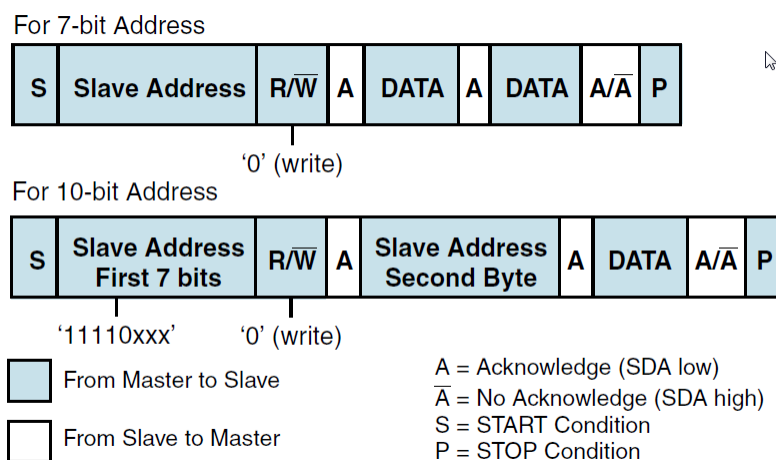 For 7-bit Address
S Slave Address R/W̅ A DATA A DATA A/A̅ P
‘0’ (write)
For 10-bit Address
S Slave Address First 7 bits R/W̅ A Slave Address Second Byte A DATA A/A̅ P
‘11110xxx’ ‘0’ (write)
From Master to Slave
From Slave to Master
A = Acknowledge (SDA low)
A̅ = No Acknowledge (SDA high)
S = START Condition
P = STOP Condition